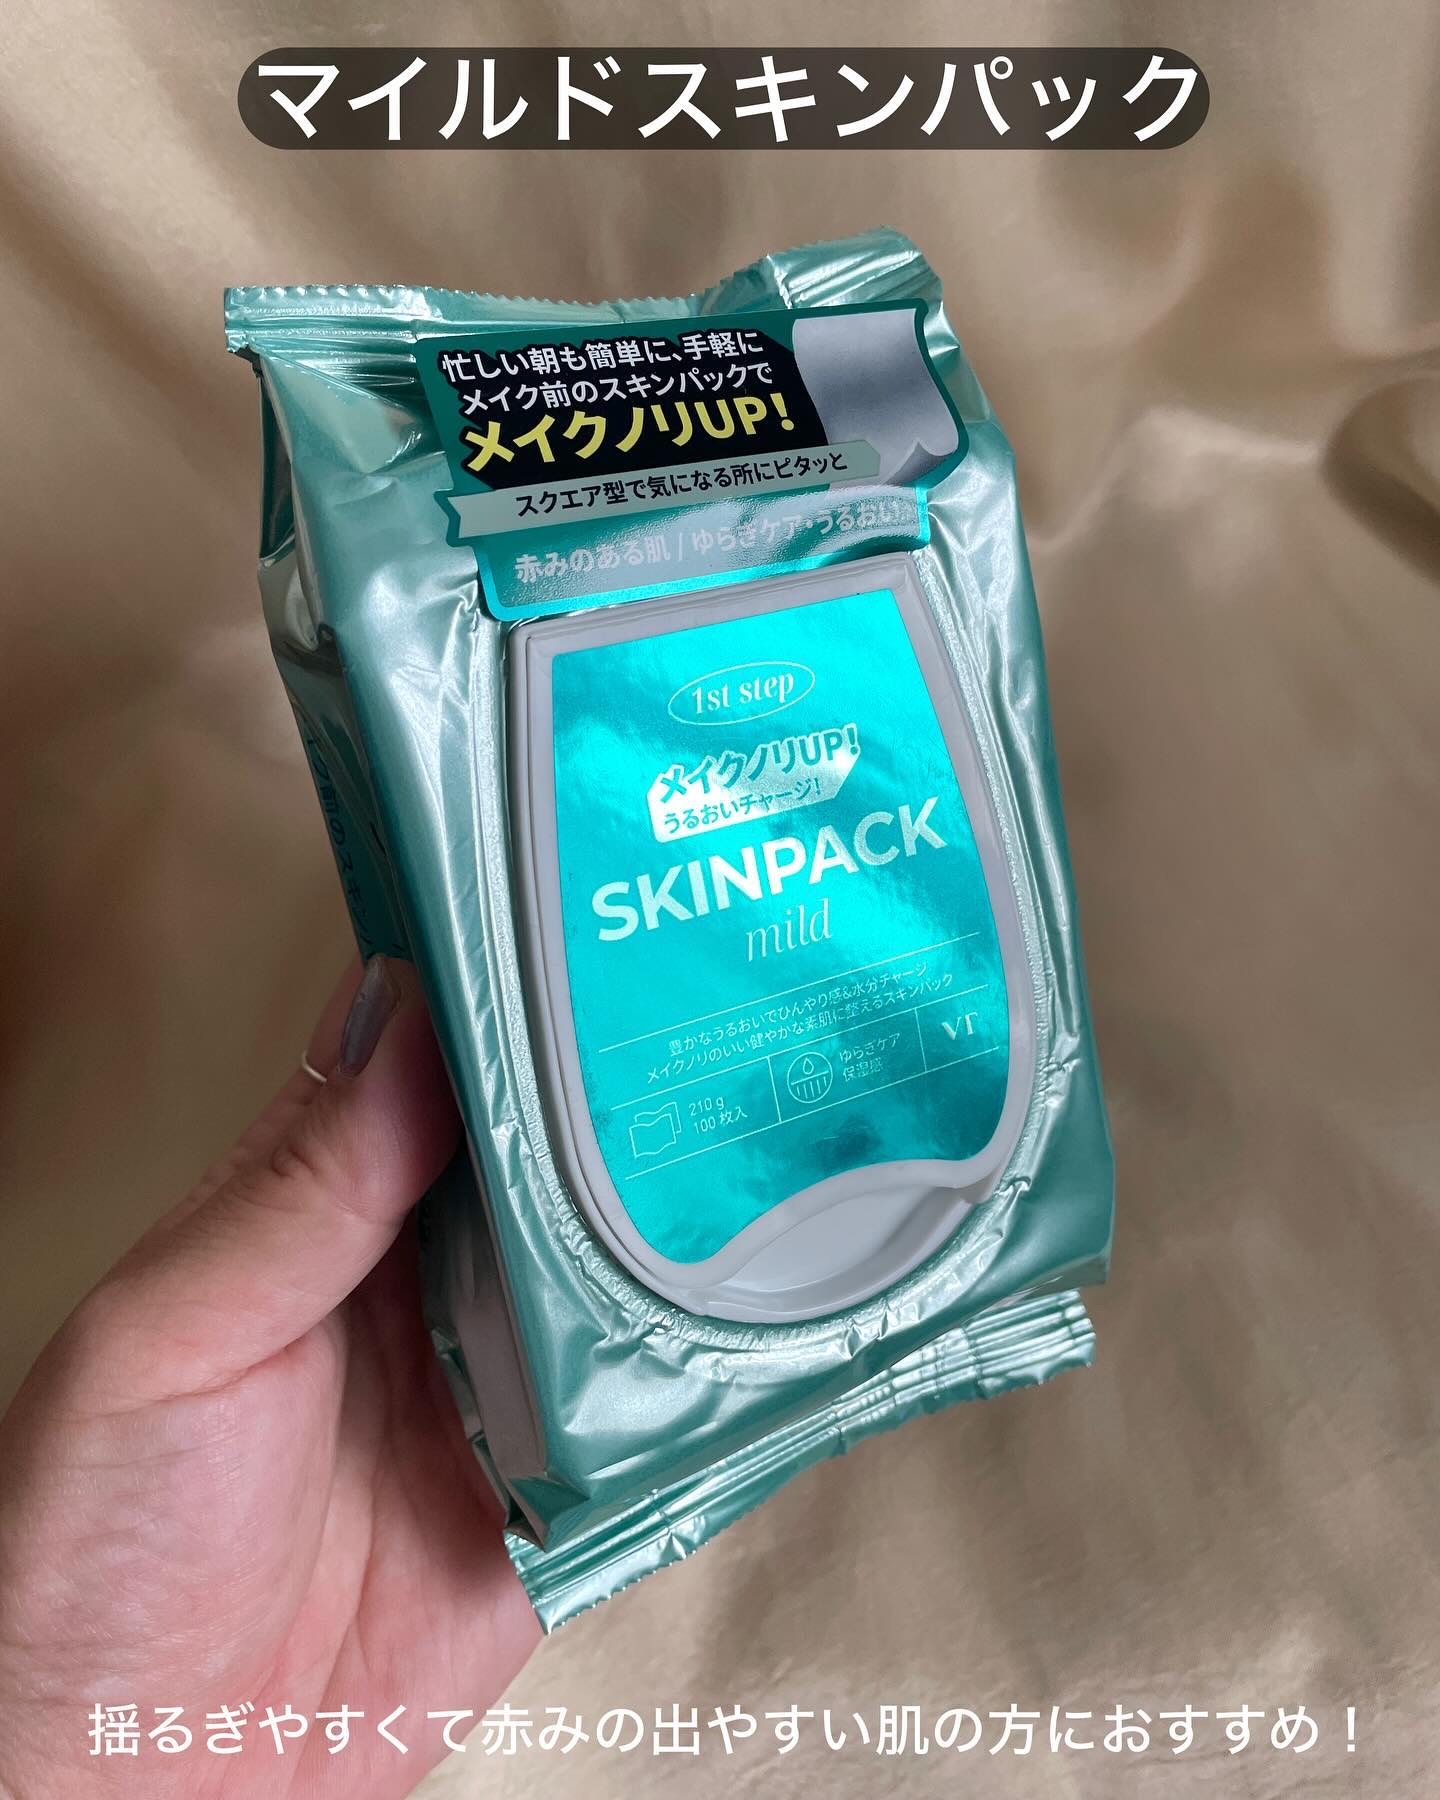 マイルドスキンパック
忙しい朝も簡単に、手軽に
メイク前のスキンパックで
メイクノリUP!
スクエア型で気になる所にピタッと
赤みのある肌 / ゆらぎケア・うるおい
1st step
メイクノリUP!
うるおいチャージ!
SKINPACK
mild
豊かなうるおいでひんやり感&水分チャージ
メイクノリのいい健やかな素肌に整えるスキンパック
210 g
100 枚入
ゆらぎケア
保湿感
VT
揺るぎやすくて赤みの出やすい肌の方におすすめ！